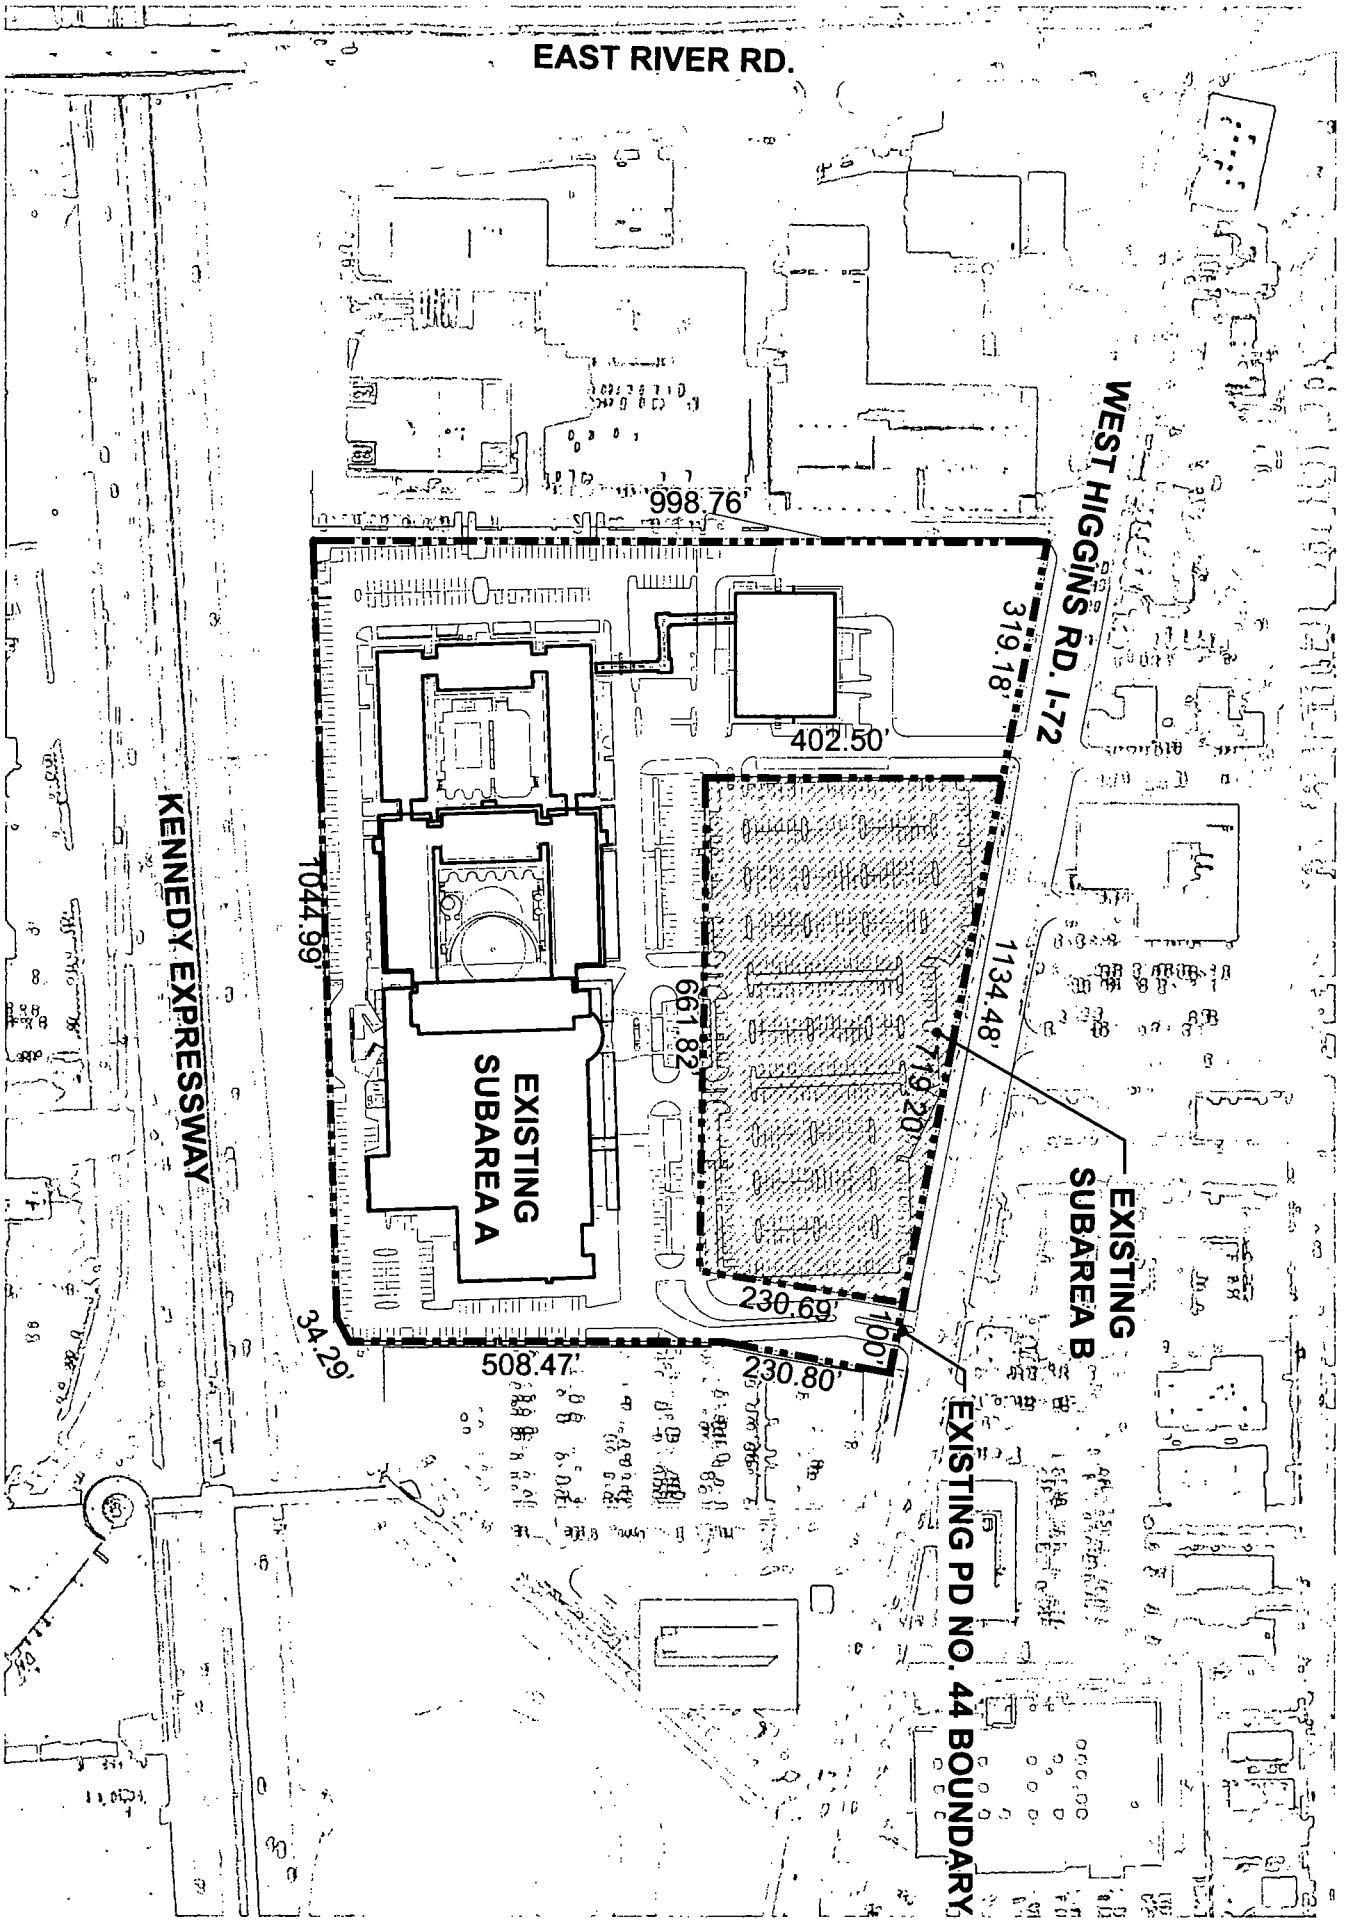 EAST RIVER RD.
WEST HIGGINS RD. I-72
998.76'
319.18'
402.50'
1134.48'
719.20'
661.82'
1044.99'
KENNEDY EXPRESSWAY
EXISTING
SUBAREA A
EXISTING
SUBAREA B
230.69'
100'
34.29'
508.47'
230.80'
EXISTING PD NO. 44 BOUNDARY